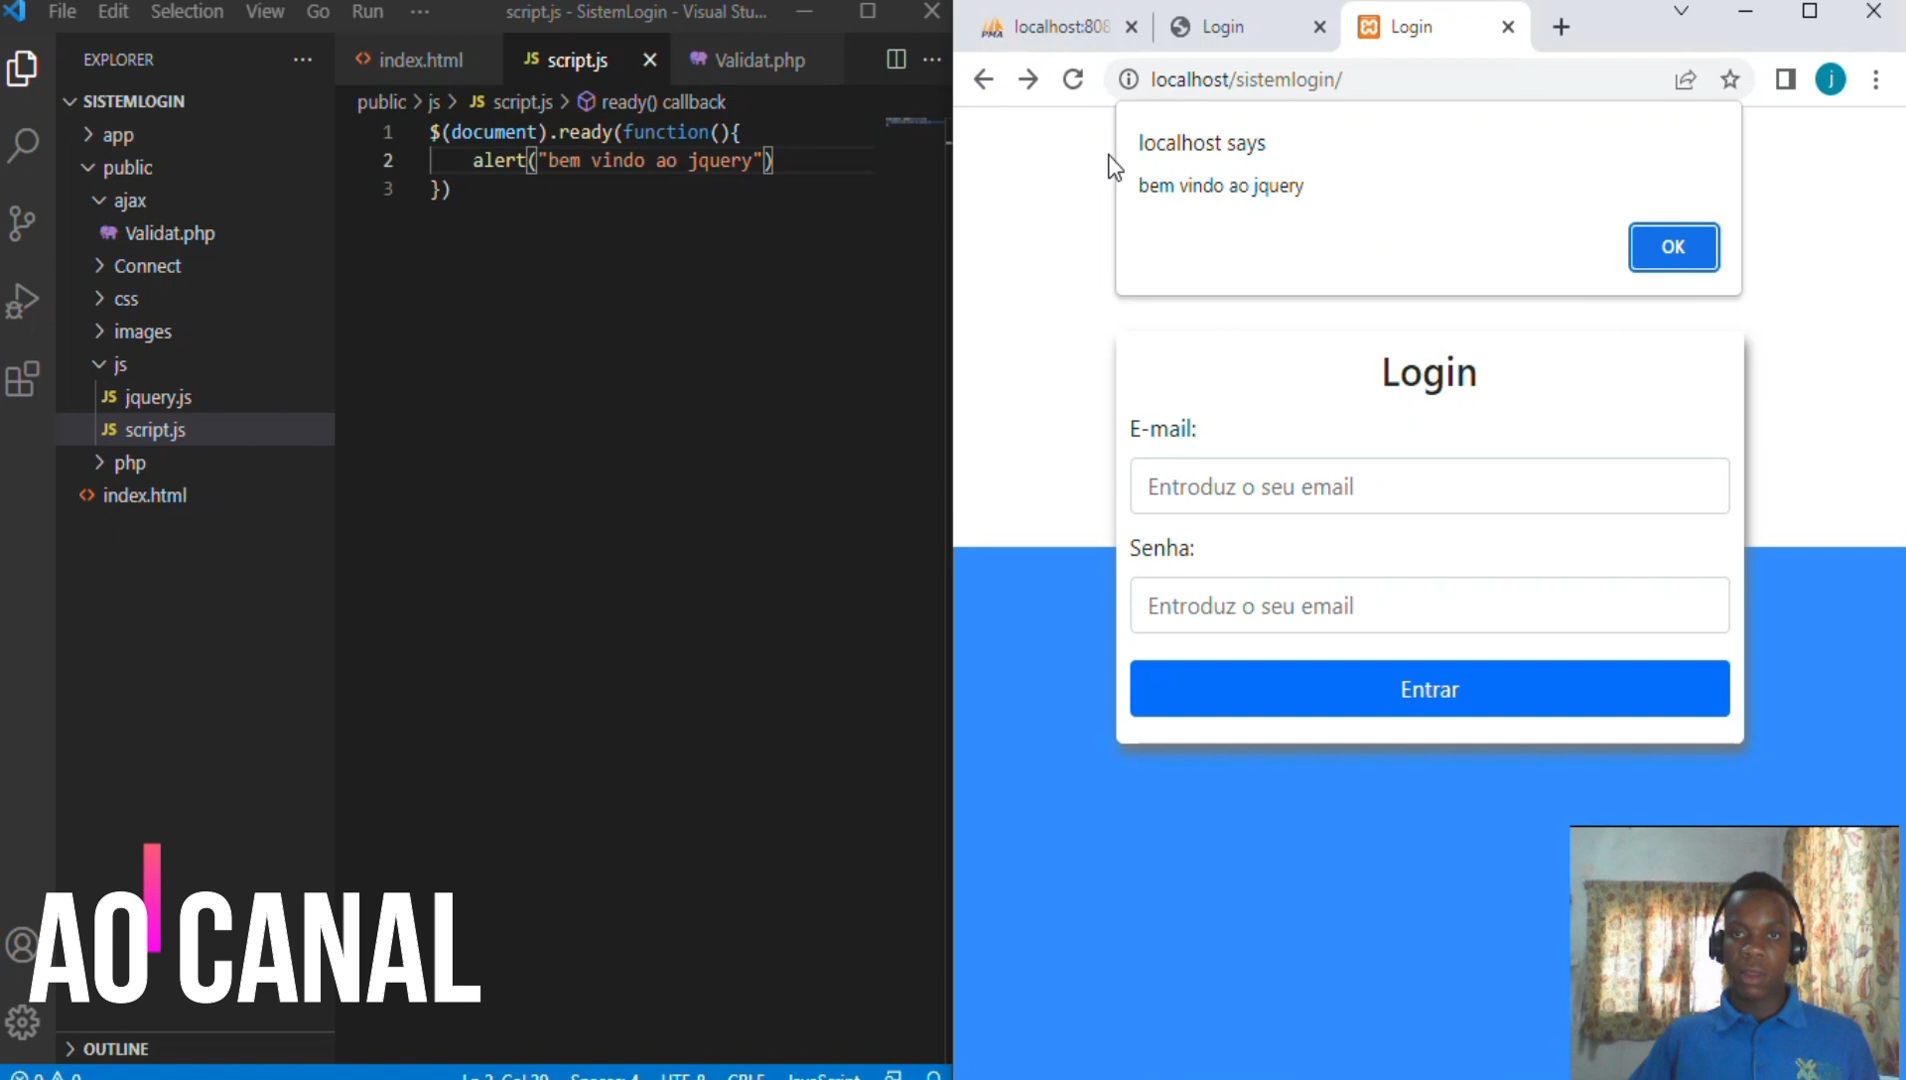 File Edit Selection View Go Run ··· script.js - SistemLogin - Visual Stu...
EXPLORER ···
SISTEMLOGIN
app
public
ajax
Validat.php
Connect
css
images
js
jquery.js
script.js
php
index.html
OUTLINE
index.html JS script.js Validat.php
public > js > JS script.js > ready() callback
1 $(document).ready(function(){
2 alert("bem vindo ao jquery")
3 })
AO CANAL
localhost:808 Login Login
localhost/sistemlogin/
j
localhost says
bem vindo ao jquery
OK
Login
E-mail:
Entroduz o seu email
Senha:
Entroduz o seu email
Entrar